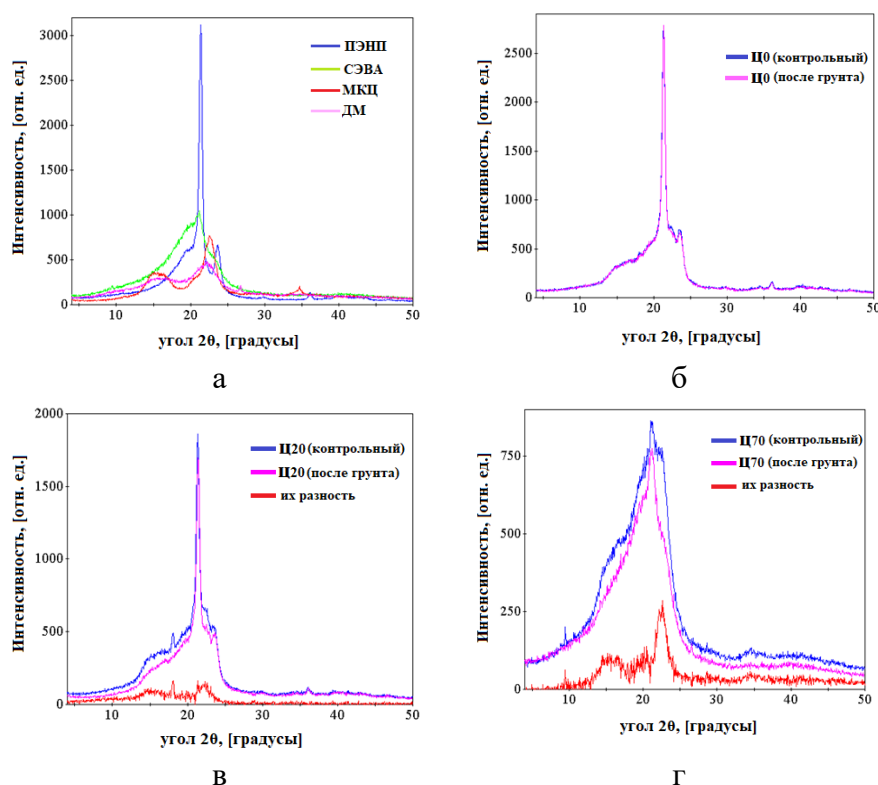 3000
2500
2000
1500
1000
500
0
Интенсивность, [отн. ед.]
ПЭНП
СЭВА
МКЦ
ДМ
10 20 30 40 50
угол 2θ, [градусы]
а
2500
2000
1500
1000
500
0
Интенсивность, [отн. ед.]
Ц0 (контрольный)
Ц0 (после грунта)
10 20 30 40 50
угол 2θ, [градусы]
б
2000
1500
1000
500
0
Интенсивность, [отн. ед.]
Ц20 (контрольный)
Ц20 (после грунта)
их разность
10 20 30 40 50
угол 2θ, [градусы]
в
750
500
250
0
Интенсивность, [отн. ед.]
Ц70 (контрольный)
Ц70 (после грунта)
их разность
10 20 30 40 50
угол 2θ, [градусы]
г